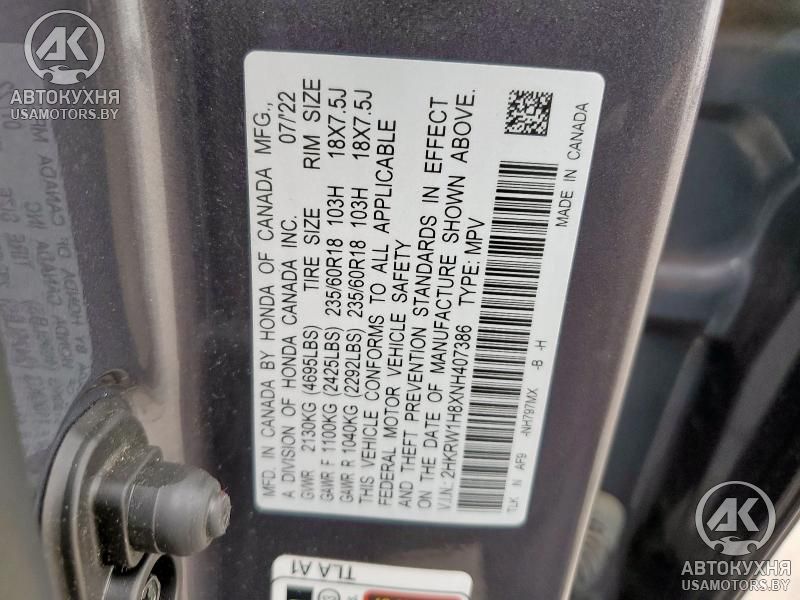 АК
АВТОКУХНЯ
USAMOTORS.BY
MFD. IN CANADA BY HONDA OF CANADA MFG.,
A DIVISION OF HONDA CANADA INC. 07/'22
GVWR 2130KG (4695LBS) TIRE SIZE RIM SIZE
GAWR F 1100KG (2425LBS) 235/60R18 103H 18X7.5J
GAWR R 1040KG (2292LBS) 235/60R18 103H 18X7.5J
THIS VEHICLE CONFORMS TO ALL APPLICABLE
FEDERAL MOTOR VEHICLE SAFETY
AND THEFT PREVENTION STANDARDS IN EFFECT
ON THE DATE OF MANUFACTURE SHOWN ABOVE.
V.I.N.: 2HKRW1H8XNH407386 TYPE: MPV
TLK N AF9 -NH797MX -B -H
MADE IN CANADA
TLA A1
АК
АВТОКУХНЯ
USAMOTORS.BY